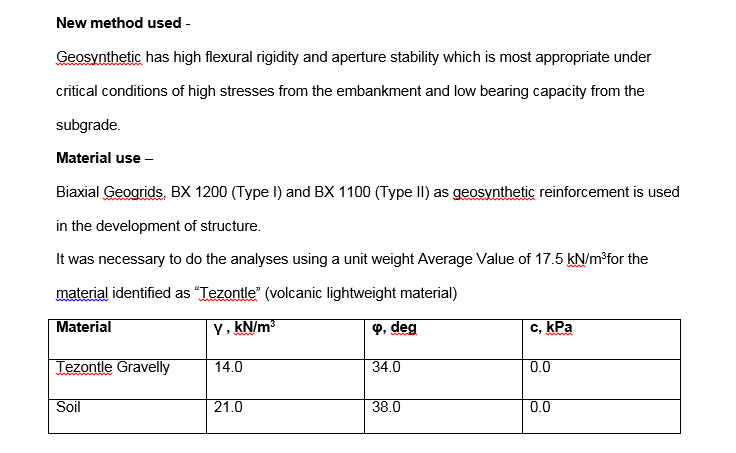 New method used -
Geosynthetic has high flexural rigidity and aperture stability which is most appropriate under
critical conditions of high stresses from the embankment and low bearing capacity from the
subgrade.
Material use –
Biaxial Geogrids, BX 1200 (Type I) and BX 1100 (Type II) as geosynthetic reinforcement is used
in the development of structure.
It was necessary to do the analyses using a unit weight Average Value of 17.5 kN/m³for the
material identified as “Tezontle” (volcanic lightweight material)
Material γ , kN/m³ φ, deg c, kPa
Tezontle Gravelly 14.0 34.0 0.0
Soil 21.0 38.0 0.0